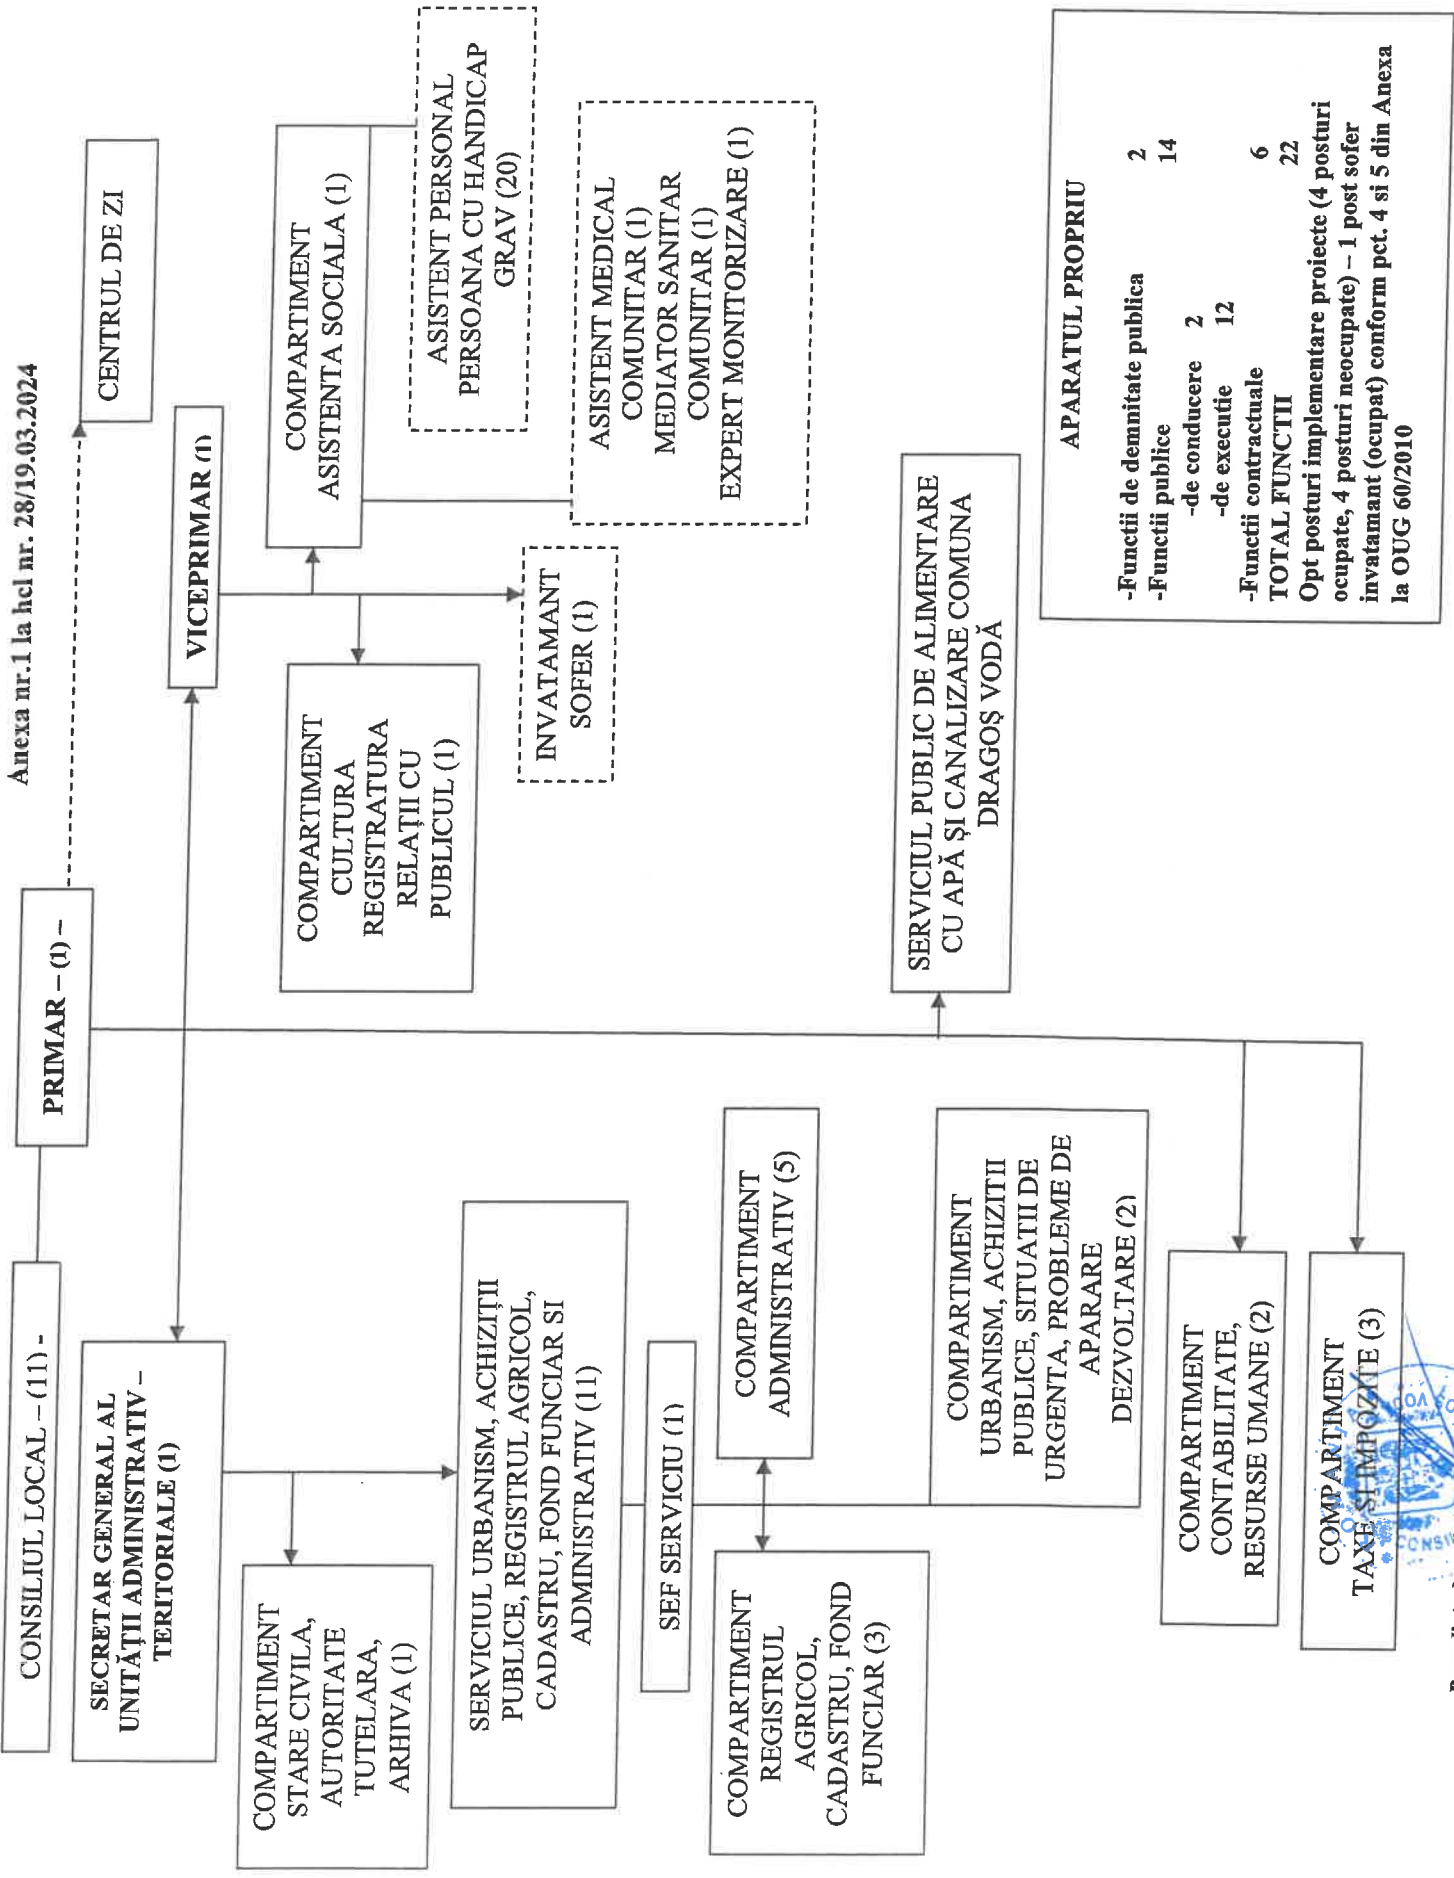 Anexa nr.1 la hcl nr. 28/19.03.2024
CONSILIUL LOCAL – (11) -
PRIMAR – (1) –
CENTRUL DE ZI
SECRETAR GENERAL AL
UNITĂȚII ADMINISTRATIV –
TERITORIALE (1)
VICEPRIMAR (1)
COMPARTIMENT
STARE CIVILA,
AUTORITATE
TUTELARA,
ARHIVA (1)
COMPARTIMENT
CULTURA
REGISTRATURA
RELAȚII CU
PUBLICUL (1)
COMPARTIMENT
ASISTENTA SOCIALA (1)
ASISTENT PERSONAL
PERSOANA CU HANDICAP
GRAV (20)
SERVICIUL URBANISM, ACHIZIȚII
PUBLICE, REGISTRUL AGRICOL,
CADASTRU, FOND FUNCIAR SI
ADMINISTRATIV (11)
INVATAMANT
SOFER (1)
ASISTENT MEDICAL
COMUNITAR (1)
MEDIATOR SANITAR
COMUNITAR (1)
EXPERT MONITORIZARE (1)
SEF SERVICIU (1)
COMPARTIMENT
REGISTRUL
AGRICOL,
CADASTRU, FOND
FUNCIAR (3)
COMPARTIMENT
ADMINISTRATIV (5)
SERVICIUL PUBLIC DE ALIMENTARE
CU APĂ ȘI CANALIZARE COMUNA
DRAGOȘ VODĂ
COMPARTIMENT
URBANISM, ACHIZITII
PUBLICE, SITUATII DE
URGENTA, PROBLEME DE
APARARE
DEZVOLTARE (2)
COMPARTIMENT
CONTABILITATE,
RESURSE UMANE (2)
COMPARTIMENT
TAXE SI IMPOZITE (3)
APARATUL PROPRIU
-Functii de demnitate publica 2
-Functii publice 14
-de conducere 2
-de executie 12
-Functii contractuale 6
TOTAL FUNCTII 22
Opt posturi implementare proiecte (4 posturi
ocupate, 4 posturi neocupate) – 1 post sofer
invatamant (ocupat) conform pct. 4 si 5 din Anexa
la OUG 60/2010